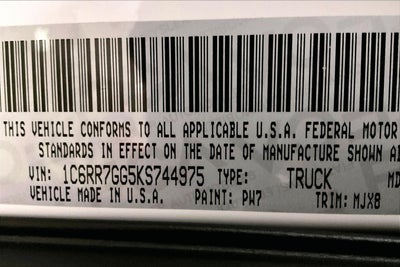 THIS VEHICLE CONFORMS TO ALL APPLICABLE U.S.A. FEDERAL MOTOR
STANDARDS IN EFFECT ON THE DATE OF MANUFACTURE SHOWN A
VIN: 1C6RR7GG5KS744975 TYPE: TRUCK MD
VEHICLE MADE IN U.S.A. PAINT: PW7 TRIM: MJX8